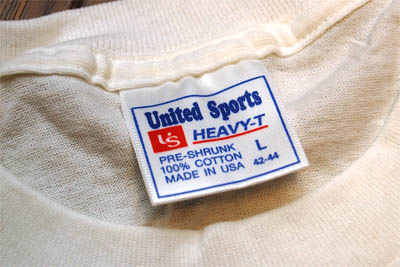 United Sports
US HEAVY-T
PRE-SHRUNK L
100% COTTON 42-44
MADE IN USA